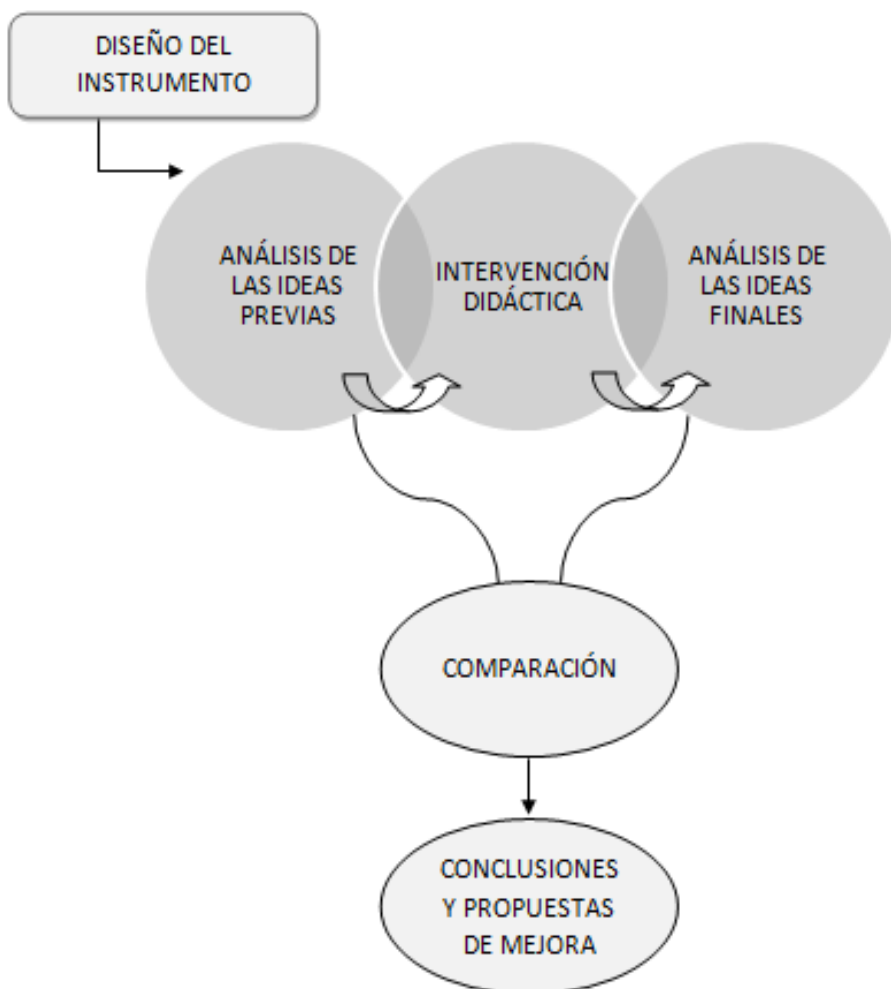 DISEÑO DEL
INSTRUMENTO
ANÁLISIS DE
LAS IDEAS
PREVIAS
INTERVENCIÓN
DIDÁCTICA
ANÁLISIS DE
LAS IDEAS
FINALES
COMPARACIÓN
CONCLUSIONES
Y PROPUESTAS
DE MEJORA